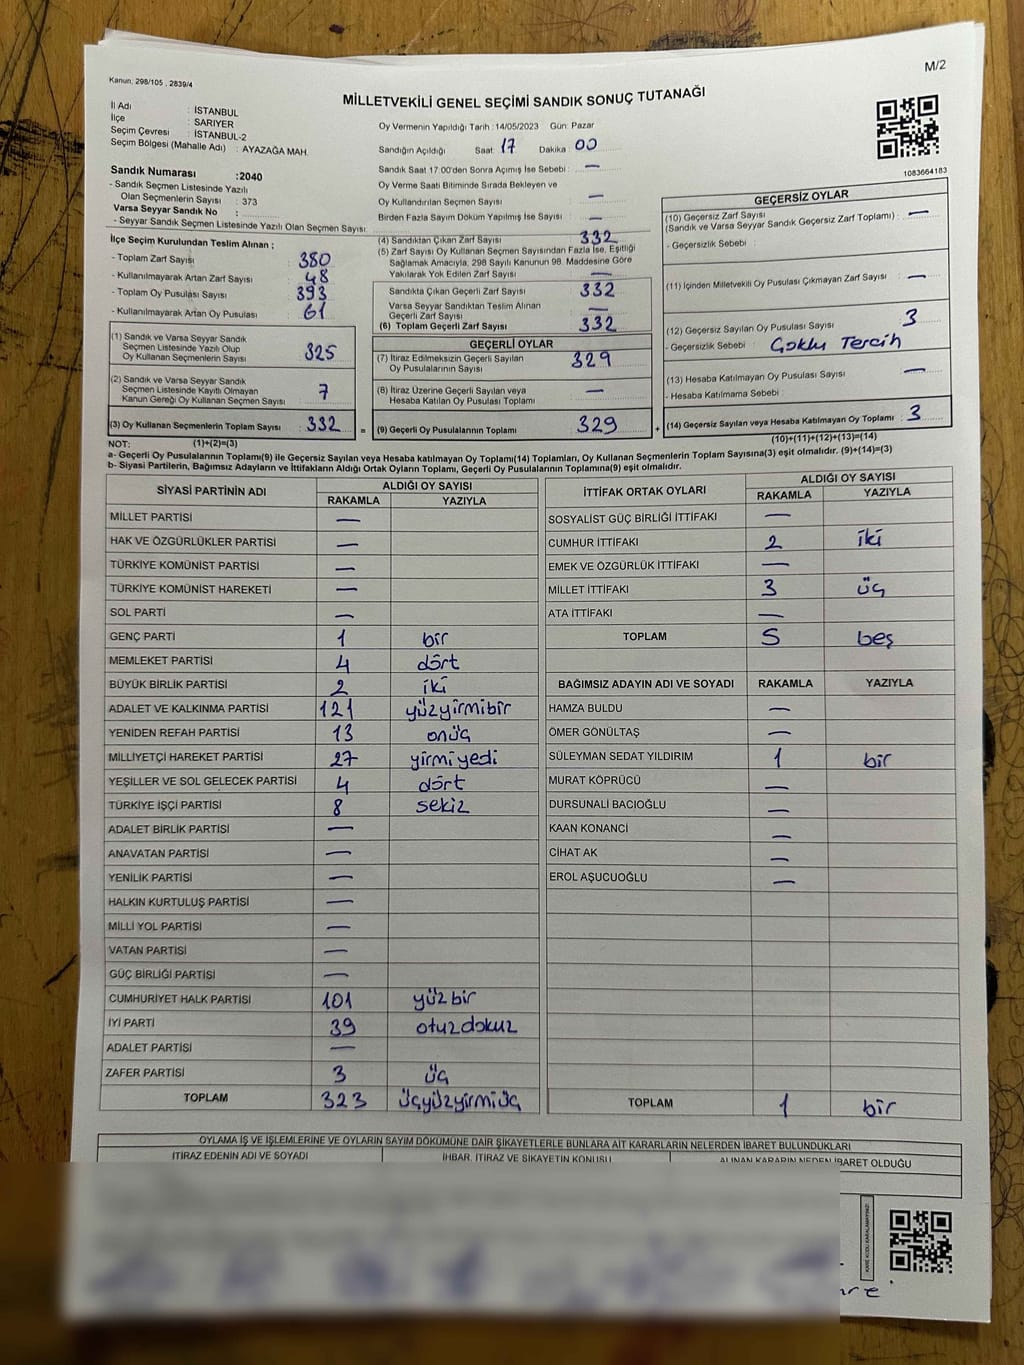 M/2
Kanun, 298/105 , 2839/4
MİLLETVEKİLİ GENEL SEÇİMİ SANDIK SONUÇ TUTANAĞI
İl Adı : İSTANBUL
İlçe : SARIYER
Seçim Çevresi : İSTANBUL-2
Seçim Bölgesi (Mahalle Adı) : AYAZAĞA MAH.
Sandık Numarası :2040
- Sandık Seçmen Listesinde Yazılı
Olan Seçmenlerin Sayısı : 373
Varsa Seyyar Sandık No :
- Seyyar Sandık Seçmen Listesinde Yazılı Olan Seçmen Sayısı:
Oy Vermenin Yapıldığı Tarih : 14/05/2023 Gün: Pazar
Sandığın Açıldığı Saat 17 Dakika 00
Sandık Saat 17:00'den Sonra Açılmış İse Sebebi : —
Oy Verme Saati Bitiminde Sırada Bekleyen ve
Oy Kullandırılan Seçmen Sayısı : —
Birden Fazla Sayım Döküm Yapılmış İse Sayısı : —
1083664183
İlçe Seçim Kurulundan Teslim Alınan ;
- Toplam Zarf Sayısı : 380
- Kullanılmayarak Artan Zarf Sayısı : 48
- Toplam Oy Pusulası Sayısı : 393
- Kullanılmayarak Artan Oy Pusulası : 61
(1) Sandık ve Varsa Seyyar Sandık
Seçmen Listesinde Yazılı Olup
Oy Kullanan Seçmenlerin Sayısı : 325
(2) Sandık ve Varsa Seyyar Sandık
Seçmen Listesinde Kayıtlı Olmayan
Kanun Gereği Oy Kullanan Seçmen Sayısı : 7
(3) Oy Kullanan Seçmenlerin Toplam Sayısı : 332
(4) Sandıktan Çıkan Zarf Sayısı : 332
(5) Zarf Sayısı Oy Kullanan Seçmen Sayısından Fazla İse, Eşitliği
Sağlamak Amacıyla, 298 Sayılı Kanunun 98. Maddesine Göre
Yakılarak Yok Edilen Zarf Sayısı : —
Sandıkta Çıkan Geçerli Zarf Sayısı : 332
Varsa Seyyar Sandıktan Teslim Alınan
Geçerli Zarf Sayısı : —
(6) Toplam Geçerli Zarf Sayısı : 332
GEÇERLİ OYLAR
(7) İtiraz Edilmeksizin Geçerli Sayılan
Oy Pusulalarının Sayısı : 329
(8) İtiraz Üzerine Geçerli Sayılan veya
Hesaba Katılan Oy Pusulası Toplamı : —
= (9) Geçerli Oy Pusulalarının Toplamı : 329
GEÇERSİZ OYLAR
(10) Geçersiz Zarf Sayısı
(Sandık ve Varsa Seyyar Sandık Geçersiz Zarf Toplamı) : —
- Geçersizlik Sebebi :
(11) İçinden Milletvekili Oy Pusulası Çıkmayan Zarf Sayısı : —
(12) Geçersiz Sayılan Oy Pusulası Sayısı : 3
- Geçersizlik Sebebi : Çoklu Tercih
(13) Hesaba Katılmayan Oy Pusulası Sayısı : —
- Hesaba Katılmama Sebebi :
+ (14) Geçersiz Sayılan veya Hesaba Katılmayan Oy Toplamı : 3
NOT: (1)+(2)=(3)
(10)+(11)+(12)+(13)=(14)
a- Geçerli Oy Pusulalarının Toplamı(9) ile Geçersiz Sayılan veya Hesaba katılmayan Oy Toplamı(14) Toplamları, Oy Kullanan Seçmenlerin Toplam Sayısına(3) eşit olmalıdır. (9)+(14)=(3)
b- Siyasi Partilerin, Bağımsız Adayların ve İttifakların Aldığı Ortak Oyların Toplamı, Geçerli Oy Pusulalarının Toplamına(9) eşit olmalıdır.
SİYASİ PARTİNİN ADI ALDIĞI OY SAYISI
RAKAMLA YAZIYLA
MİLLET PARTİSİ —
HAK VE ÖZGÜRLÜKLER PARTİSİ —
TÜRKİYE KOMÜNİST PARTİSİ —
TÜRKİYE KOMÜNİST HAREKETİ —
SOL PARTİ —
GENÇ PARTİ 1 bir
MEMLEKET PARTİSİ 4 dört
BÜYÜK BİRLİK PARTİSİ 2 iki
ADALET VE KALKINMA PARTİSİ 121 yüzyirmibir
YENİDEN REFAH PARTİSİ 13 onüç
MİLLİYETÇİ HAREKET PARTİSİ 27 yirmiyedi
YEŞİLLER VE SOL GELECEK PARTİSİ 4 dört
TÜRKİYE İŞÇİ PARTİSİ 8 sekiz
ADALET BİRLİK PARTİSİ —
ANAVATAN PARTİSİ —
YENİLİK PARTİSİ —
HALKIN KURTULUŞ PARTİSİ —
MİLLİ YOL PARTİSİ —
VATAN PARTİSİ —
GÜÇ BİRLİĞİ PARTİSİ —
CUMHURİYET HALK PARTİSİ 101 yüzbir
İYİ PARTİ 39 otuzdokuz
ADALET PARTİSİ —
ZAFER PARTİSİ 3 üç
TOPLAM 323 üçyüzyirmiüç
İTTİFAK ORTAK OYLARI ALDIĞI OY SAYISI
RAKAMLA YAZIYLA
SOSYALİST GÜÇ BİRLİĞİ İTTİFAKI —
CUMHUR İTTİFAKI 2 iki
EMEK VE ÖZGÜRLÜK İTTİFAKI —
MİLLET İTTİFAKI 3 üç
ATA İTTİFAKI —
TOPLAM 5 beş
BAĞIMSIZ ADAYIN ADI VE SOYADI RAKAMLA YAZIYLA
HAMZA BULDU —
ÖMER GÖNÜLTAŞ —
SÜLEYMAN SEDAT YILDIRIM 1 bir
MURAT KÖPRÜCÜ —
DURSUNALİ BACIOĞLU —
KAAN KONANCİ —
CİHAT AK —
EROL AŞUCUOĞLU —
TOPLAM 1 bir
OYLAMA İŞ VE İŞLEMLERİNE VE OYLARIN SAYIM DÖKÜMÜNE DAİR ŞİKAYETLERLE BUNLARA AİT KARARLARIN NELERDEN İBARET BULUNDUKLARI
İTİRAZ EDENİN ADI VE SOYADI İHBAR, İTİRAZ VE ŞİKAYETİN KONUSU ALINAN KARARIN NEDEN İBARET OLDUĞU
KARE KODU KARALAMAYINIZ!